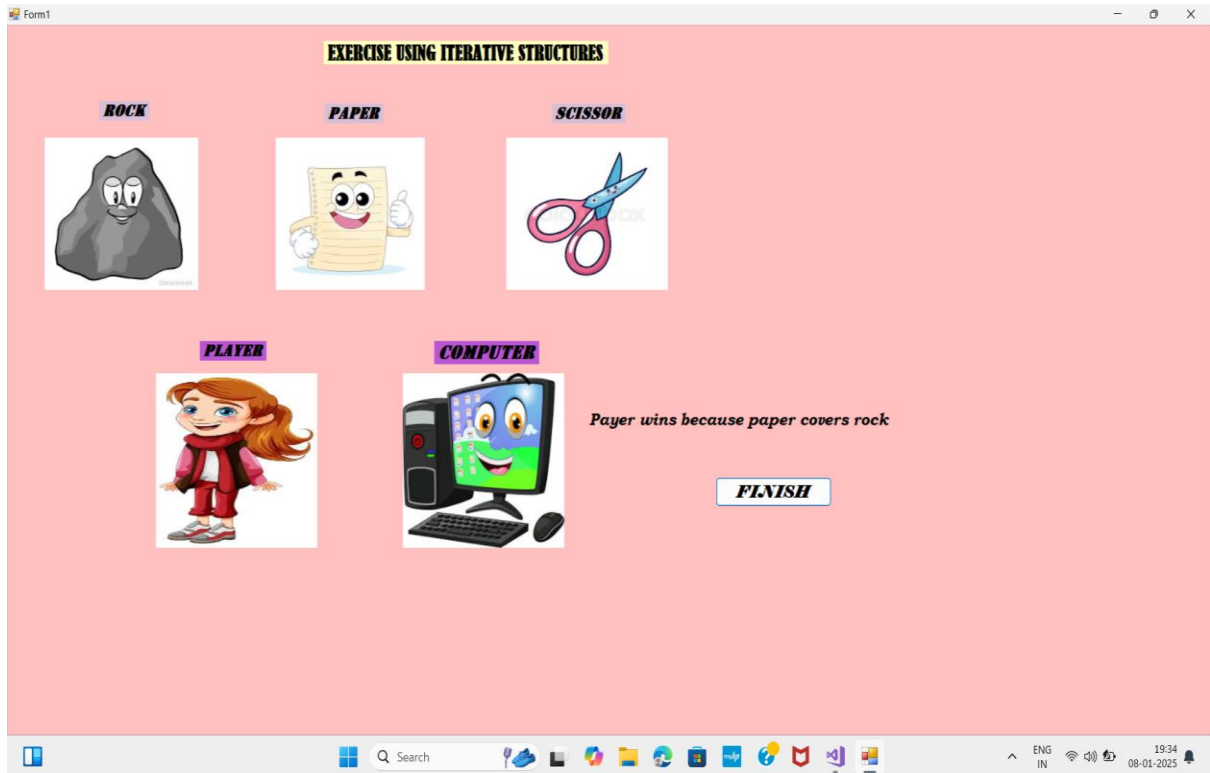 Form1
EXERCISE USING ITERATIVE STRUCTURES
ROCK PAPER SCISSOR
PLAYER COMPUTER
Payer wins because paper covers rock
FINISH
Search
ENG
IN
19:34
08-01-2025